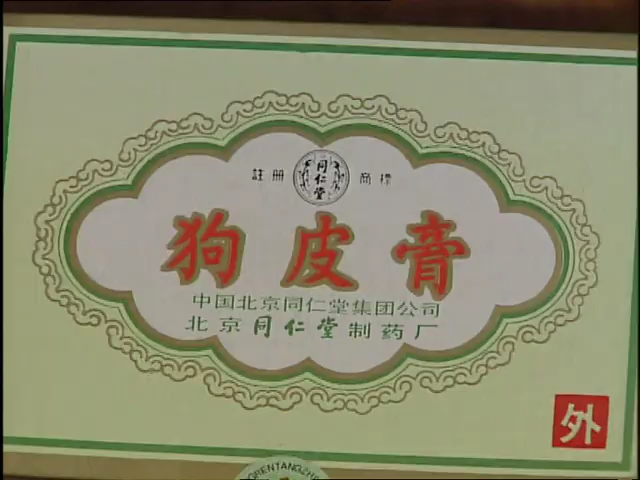 註册 同仁堂 商標
狗皮膏
中国北京同仁堂集团公司
北京同仁堂制药厂
外